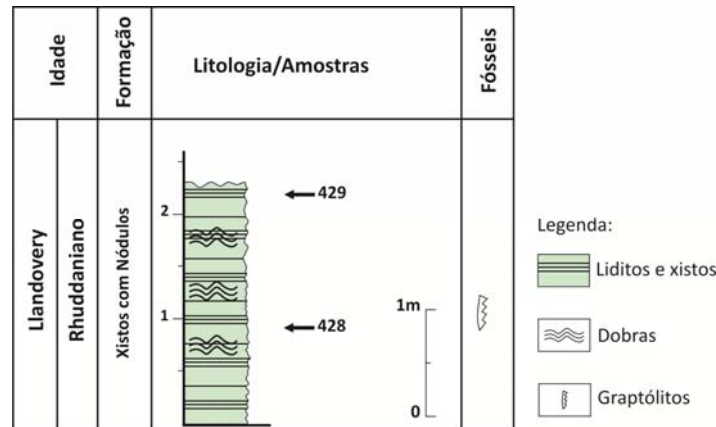 Idade
Formação
Litologia/Amostras
Fósseis
Llandovery
Rhuddaniano
Xistos com Nódulos
2
1
429
428
1m
0
Legenda:
Liditos e xistos
Dobras
Graptólitos